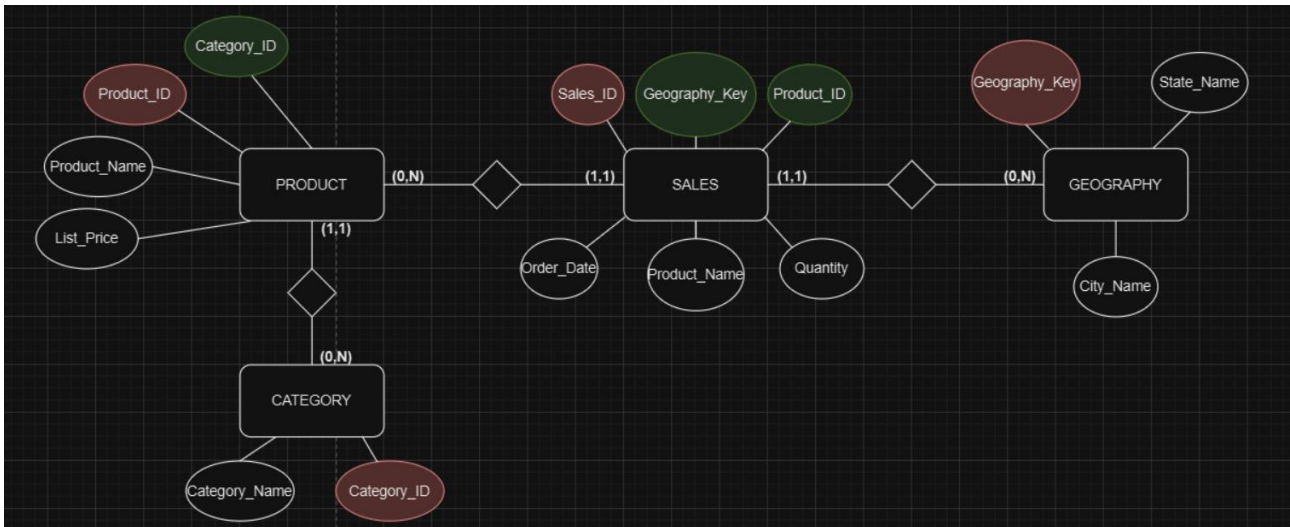 Category_ID
Product_ID
Product_Name
List_Price
PRODUCT
(0,N)
(1,1)
(1,1)
Sales_ID
Geography_Key
Product_ID
SALES
(1,1)
(0,N)
Order_Date
Product_Name
Quantity
Geography_Key
State_Name
GEOGRAPHY
City_Name
(0,N)
CATEGORY
Category_Name
Category_ID